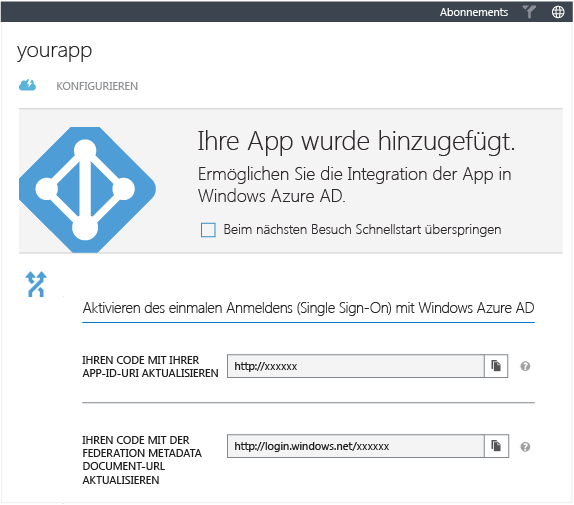 Abonnements
yourapp
KONFIGURIEREN
Ihre App wurde hinzugefügt.
Ermöglichen Sie die Integration der App in
Windows Azure AD.
Beim nächsten Besuch Schnellstart überspringen
Aktivieren des einmalen Anmeldens (Single Sign-On) mit Windows Azure AD
IHREN CODE MIT IHRER
APP-ID-URI AKTUALISIEREN
http://xxxxxx
IHREN CODE MIT DER
FEDERATION METADATA
DOCUMENT-URL
AKTUALISIEREN
http://login.windows.net/xxxxxx